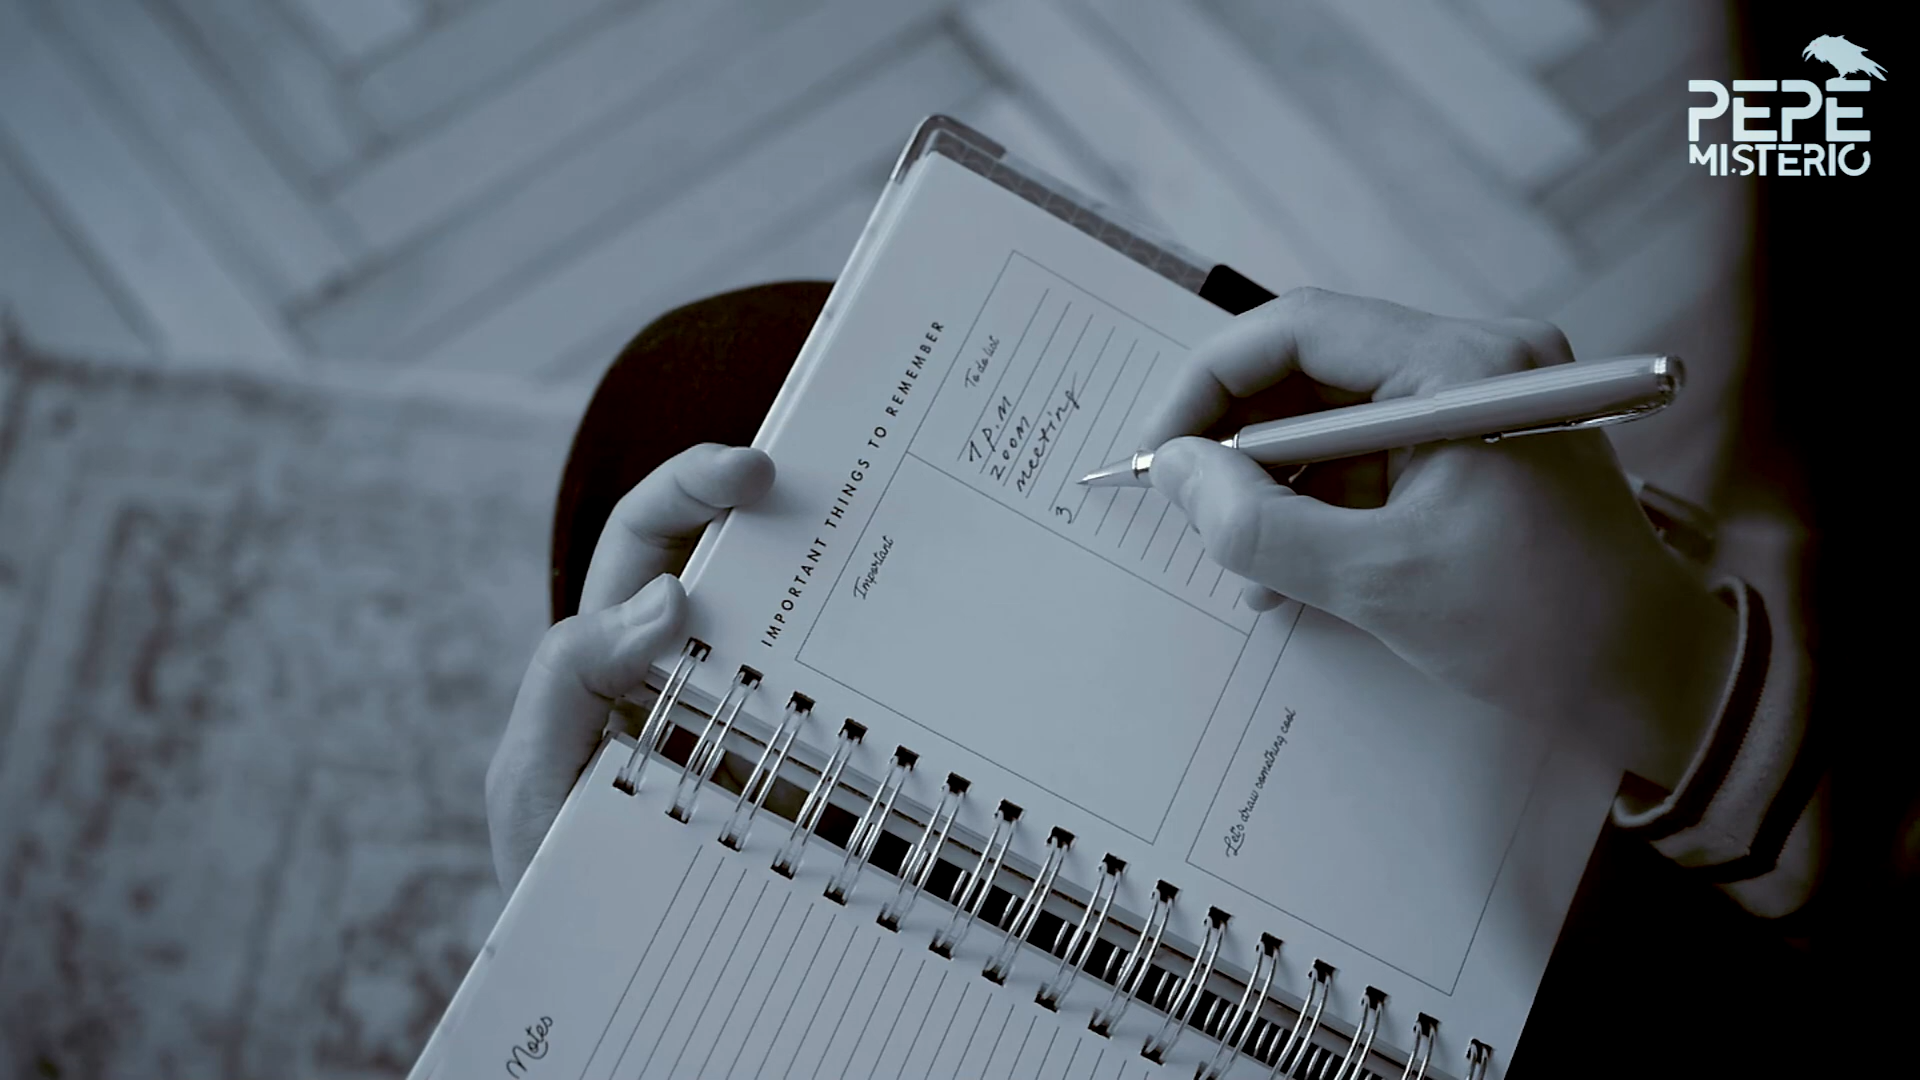 PEPE
MISTERIO
IMPORTANT THINGS TO REMEMBER
To do list
1 p.m
zoom
meeting
3
Important
Let's draw something cool
Notes